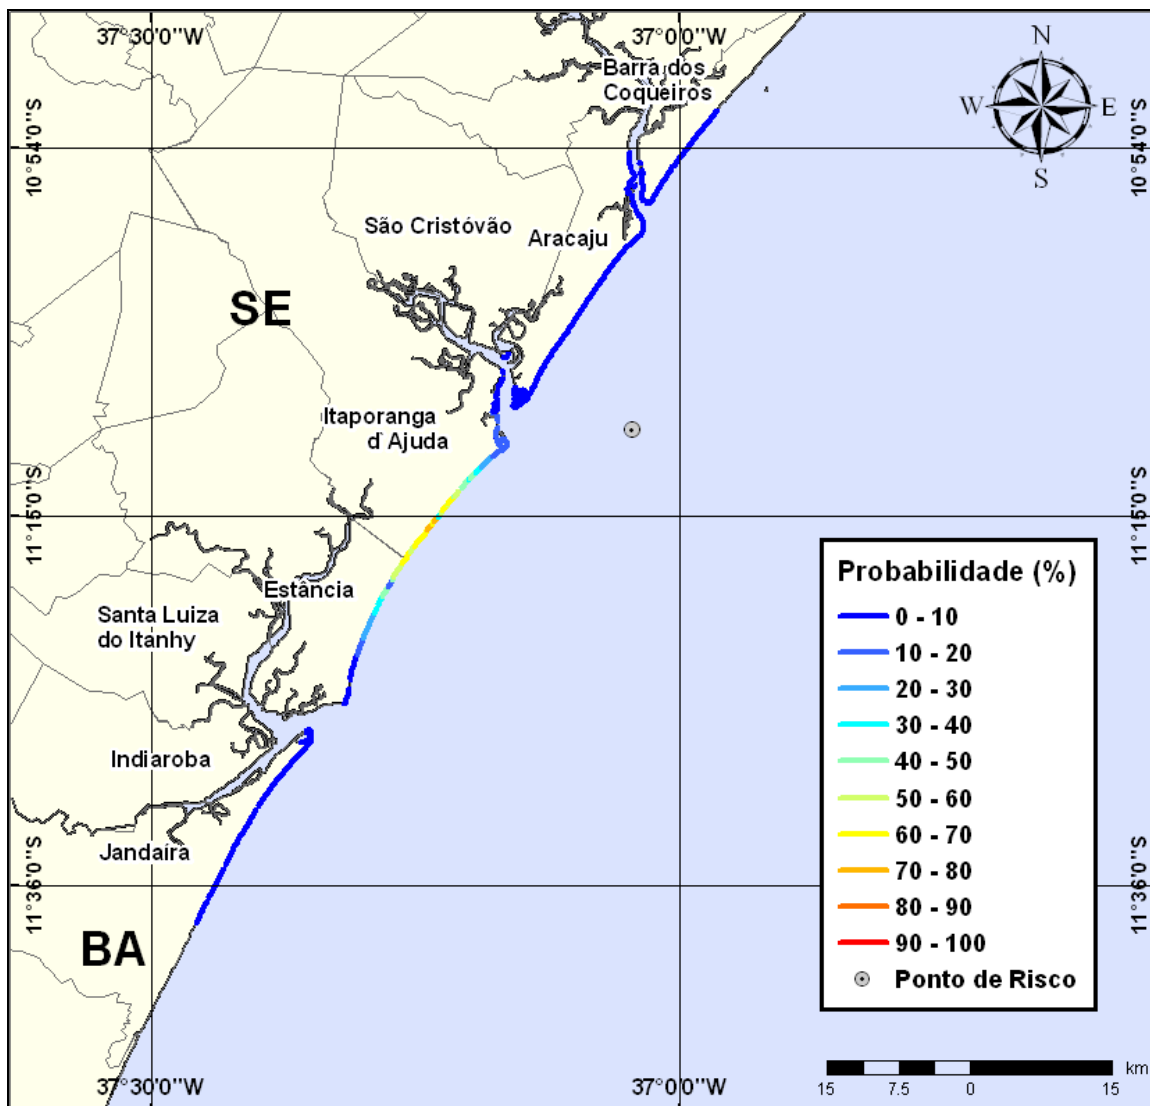 37°30'0''W
37°0'0''W
N
W
E
S
Barra dos
Coqueiros
10°54'0''S
10°54'0''S
São Cristóvão
Aracaju
SE
Itaporanga
d`Ajuda
11°15'0''S
11°15'0''S
Estância
Santa Luiza
do Itanhy
Indiaroba
Jandaíra
11°36'0''S
11°36'0''S
BA
Probabilidade (%)
0 - 10
10 - 20
20 - 30
30 - 40
40 - 50
50 - 60
60 - 70
70 - 80
80 - 90
90 - 100
Ponto de Risco
km
15 7.5 0 15
37°30'0''W
37°0'0''W